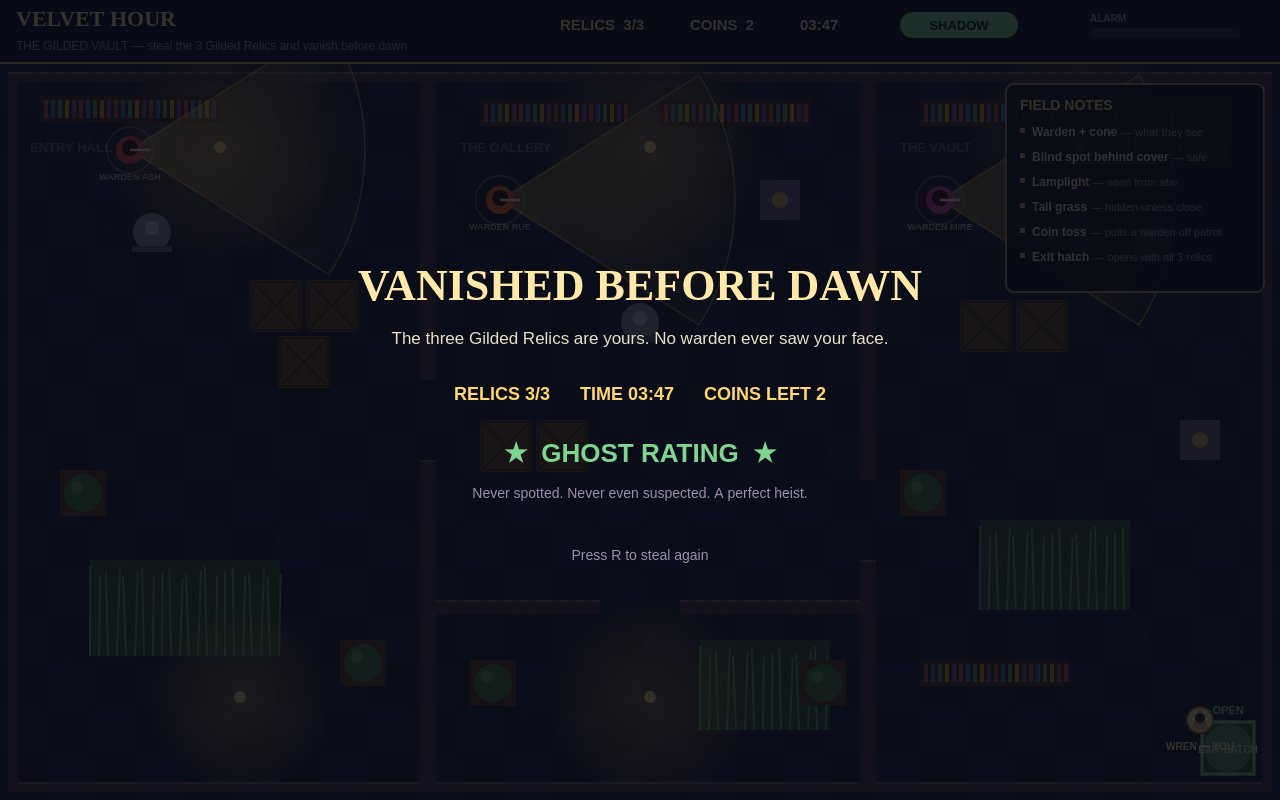 VELVET HOUR
THE GILDED VAULT — steal the 3 Gilded Relics and vanish before dawn
RELICS 3/3 COINS 2 03:47
SHADOW
ALARM
ENTRY HALL
WARDEN ASH
THE GALLERY
WARDEN RUE
THE VAULT
WARDEN MIRE
FIELD NOTES
Warden + cone — what they see
Blind spot behind cover — safe
Lamplight — seen from afar
Tall grass — hidden unless close
Coin toss — pulls a warden off patrol
Exit hatch — opens with all 3 relics
VANISHED BEFORE DAWN
The three Gilded Relics are yours. No warden ever saw your face.
RELICS 3/3 TIME 03:47 COINS LEFT 2
★ GHOST RATING ★
Never spotted. Never even suspected. A perfect heist.
Press R to steal again
OPEN
WREN — YOU
EXIT HATCH